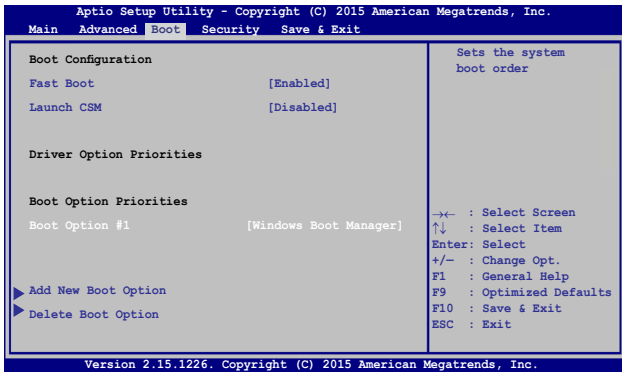 Aptio Setup Utility - Copyright (C) 2015 American Megatrends, Inc.
Main Advanced Boot Security Save & Exit
Boot Configuration
Fast Boot [Enabled]
Launch CSM [Disabled]
Driver Option Priorities
Boot Option Priorities
Boot Option #1 [Windows Boot Manager]
Add New Boot Option
Delete Boot Option
Sets the system
boot order
→← : Select Screen
↑↓ : Select Item
Enter: Select
+/— : Change Opt.
F1 : General Help
F9 : Optimized Defaults
F10 : Save & Exit
ESC : Exit
Version 2.15.1226. Copyright (C) 2015 American Megatrends, Inc.